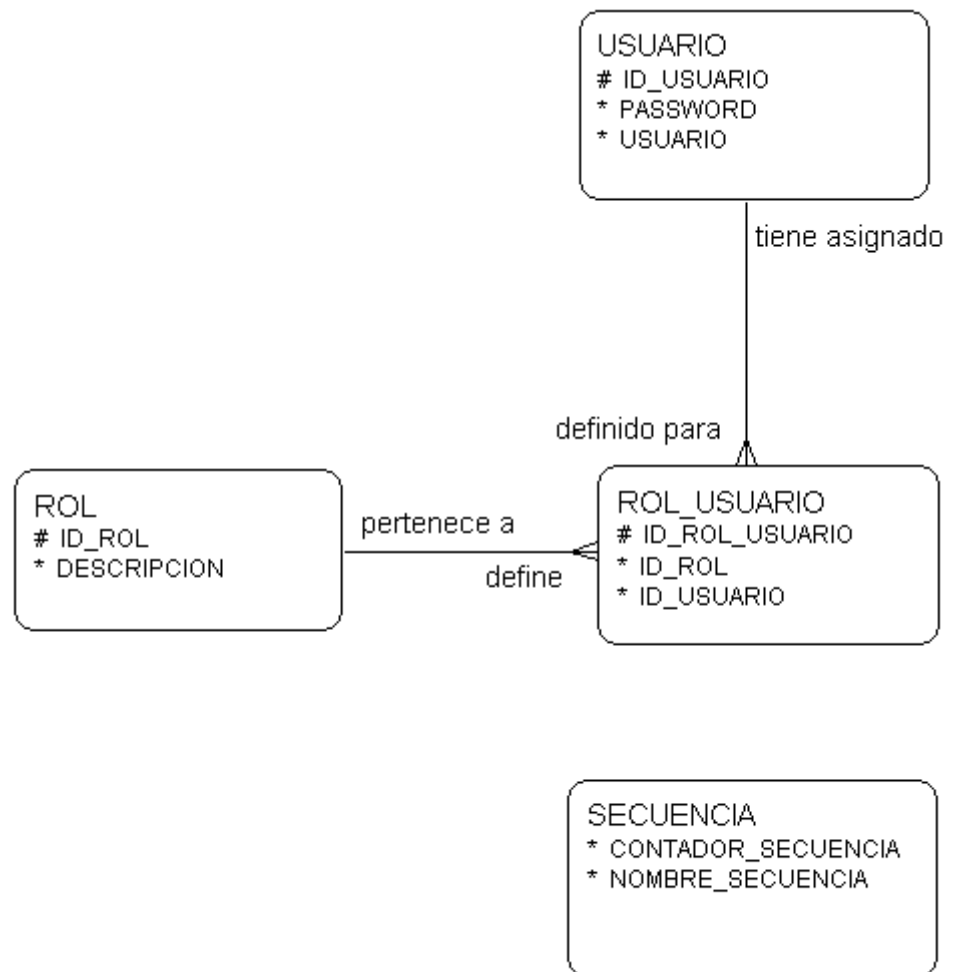 USUARIO
# ID_USUARIO
* PASSWORD
* USUARIO
tiene asignado
definido para
ROL
# ID_ROL
* DESCRIPCION
pertenece a
define
ROL_USUARIO
# ID_ROL_USUARIO
* ID_ROL
* ID_USUARIO
SECUENCIA
* CONTADOR_SECUENCIA
* NOMBRE_SECUENCIA